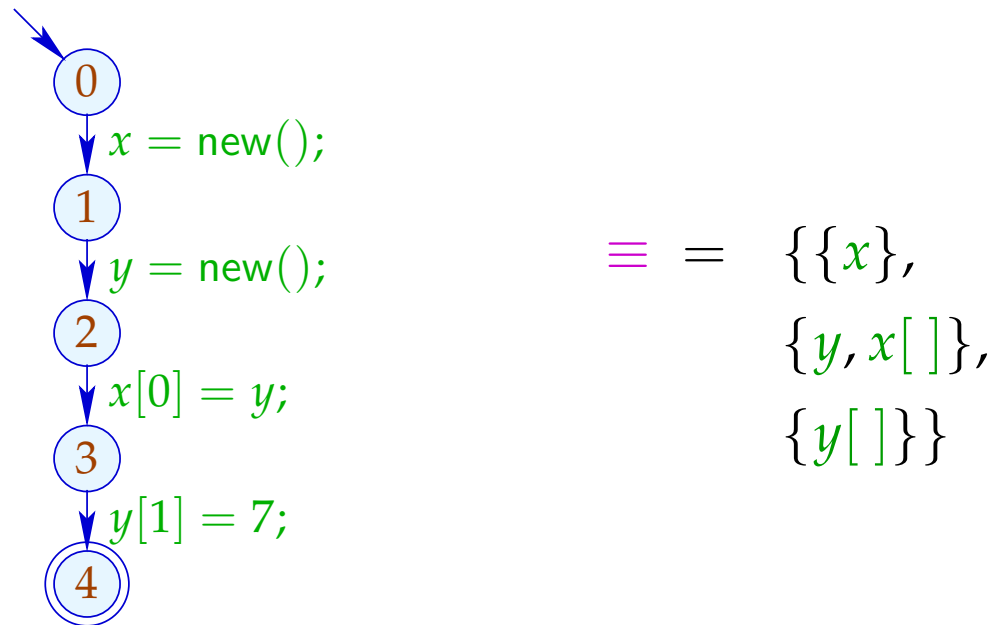 0
x = new();
1
y = new();
2
x[0] = y;
3
y[1] = 7;
4
≡ = {{x},
{y, x[ ]},
{y[ ]}}